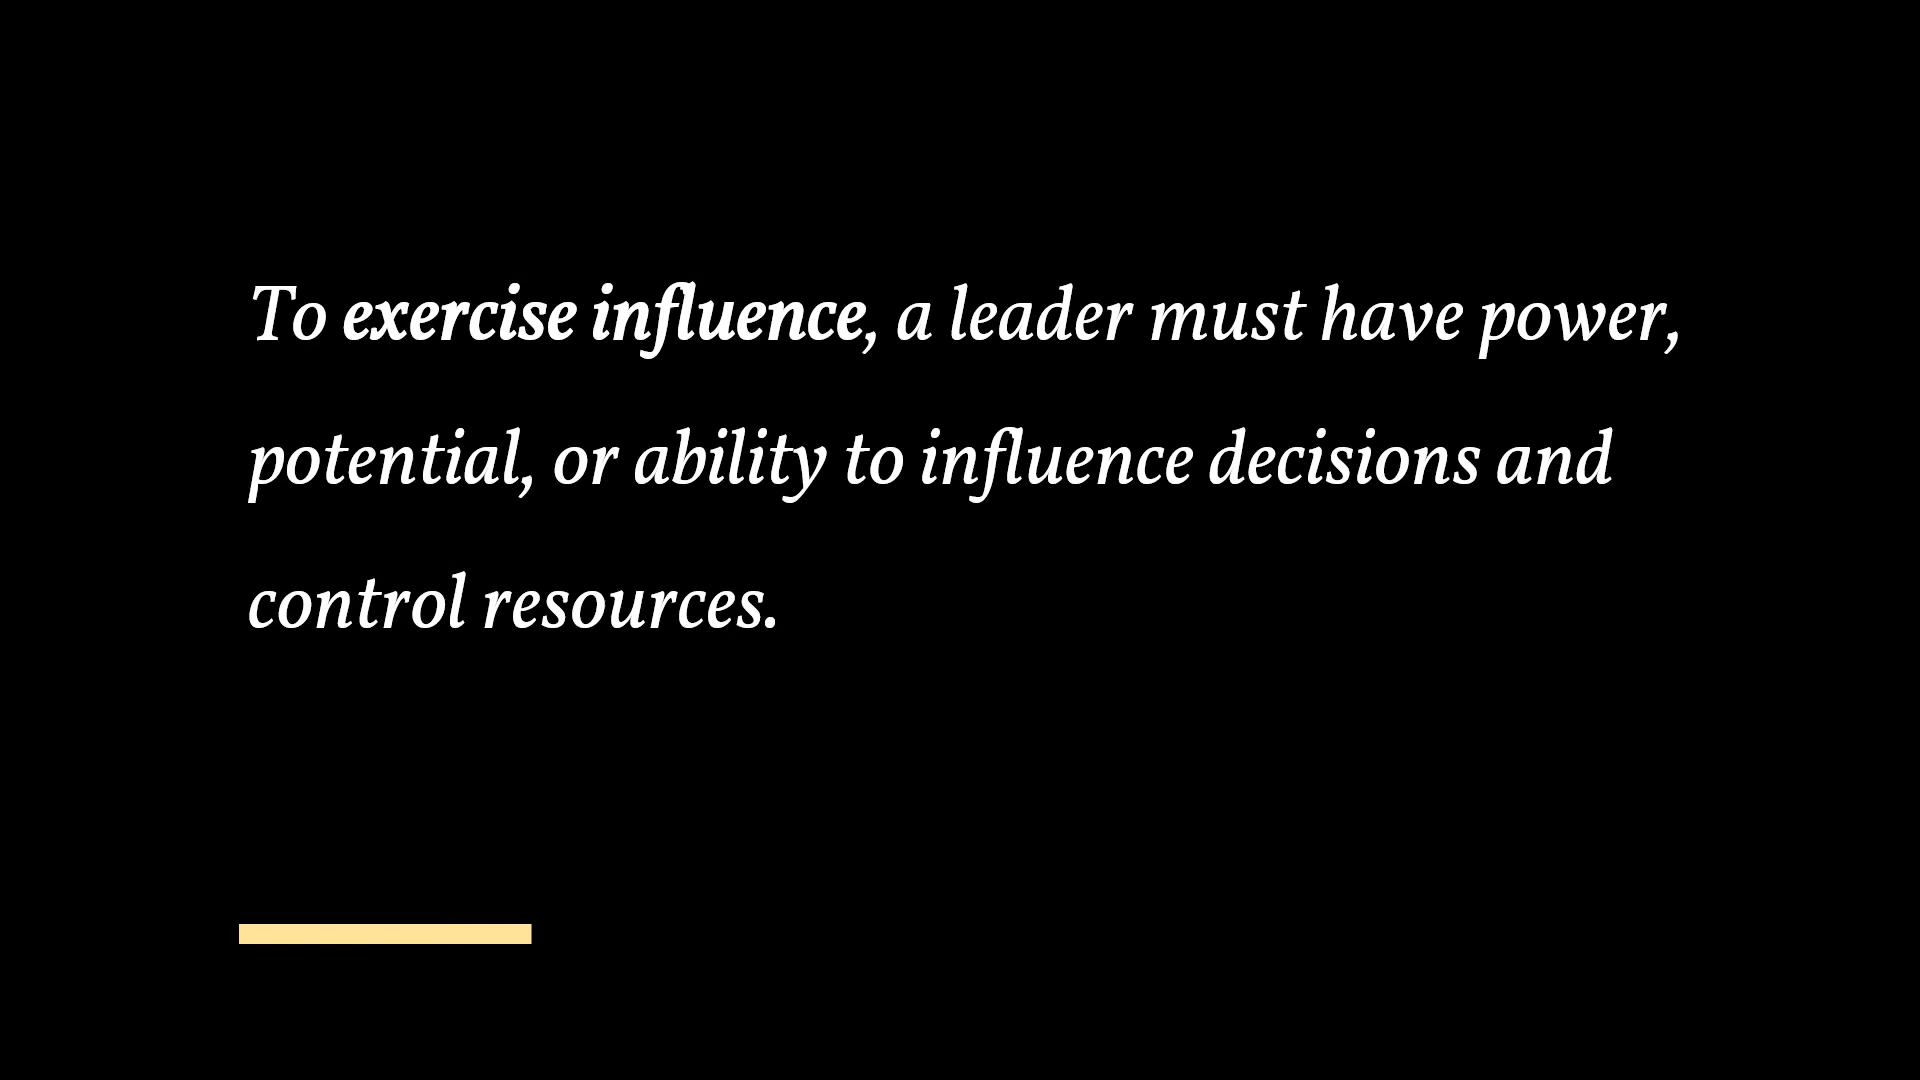 To exercise influence, a leader must have power,
potential, or ability to influence decisions and
control resources.